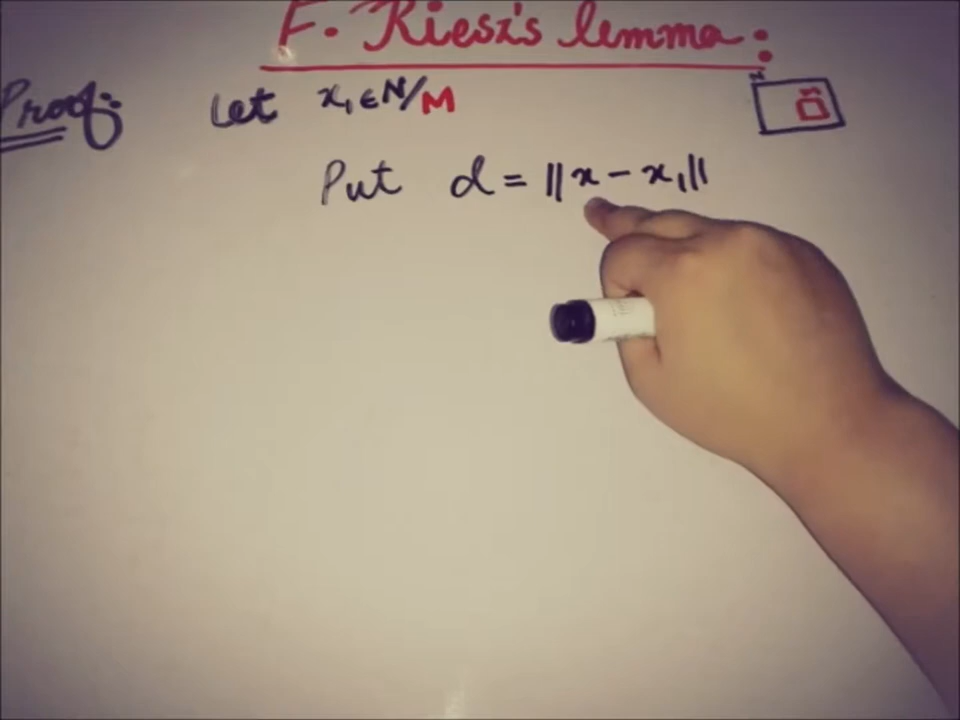 F. Riesz's lemma:
Proof:- Let x₁ ∈ N/M
N
M
Put d = ||x - x₁||